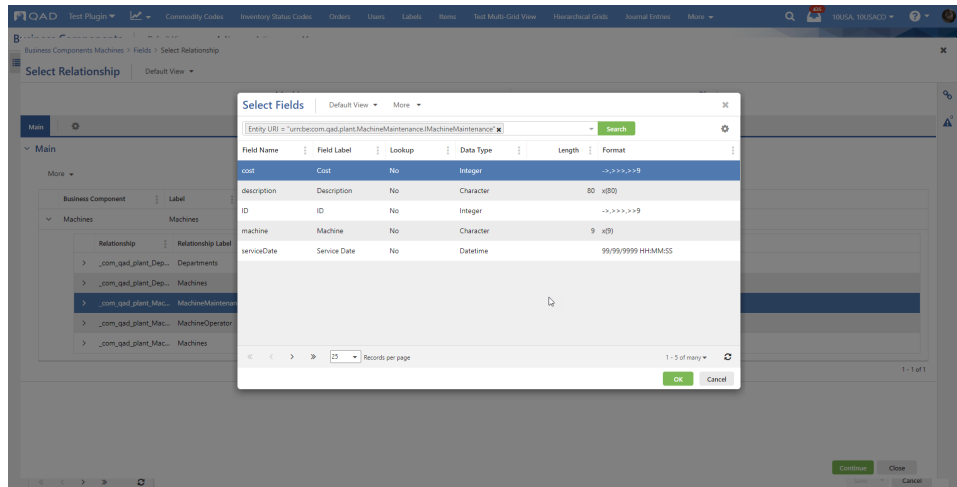 QAD Test Plugin Commodity Codes Inventory Status Codes Orders Users Labels Items Test Multi-Grid View Hierarchical Grids Journal Entries More 10USA, 10USACO
Business Components Machines > Fields > Select Relationship
Select Relationship Default View
Select Fields Default View More
Entity URI = "urn:be:com.qad.plant.MachineMaintenance.IMachineMaintenance" Search
Main
Field Name Field Label Lookup Data Type Length Format
Main
cost Cost No Integer ->,>>>,>>9
More
description Description No Character 80 x(80)
Business Component Label
ID ID No Integer ->,>>>,>>9
Machines Machines
machine Machine No Character 9 x(9)
Relationship Relationship Label
serviceDate Service Date No Datetime 99/99/9999 HH:MM:SS
_com_qad_plant_Dep... Departments
_com_qad_plant_Dep... Machines
_com_qad_plant_Mac... MachineMaintenan
_com_qad_plant_Mac... MachineOperator
_com_qad_plant_Mac... Machines
25 Records per page 1 - 5 of many
1 - 1 of 1
OK Cancel
Continue Close
Cancel